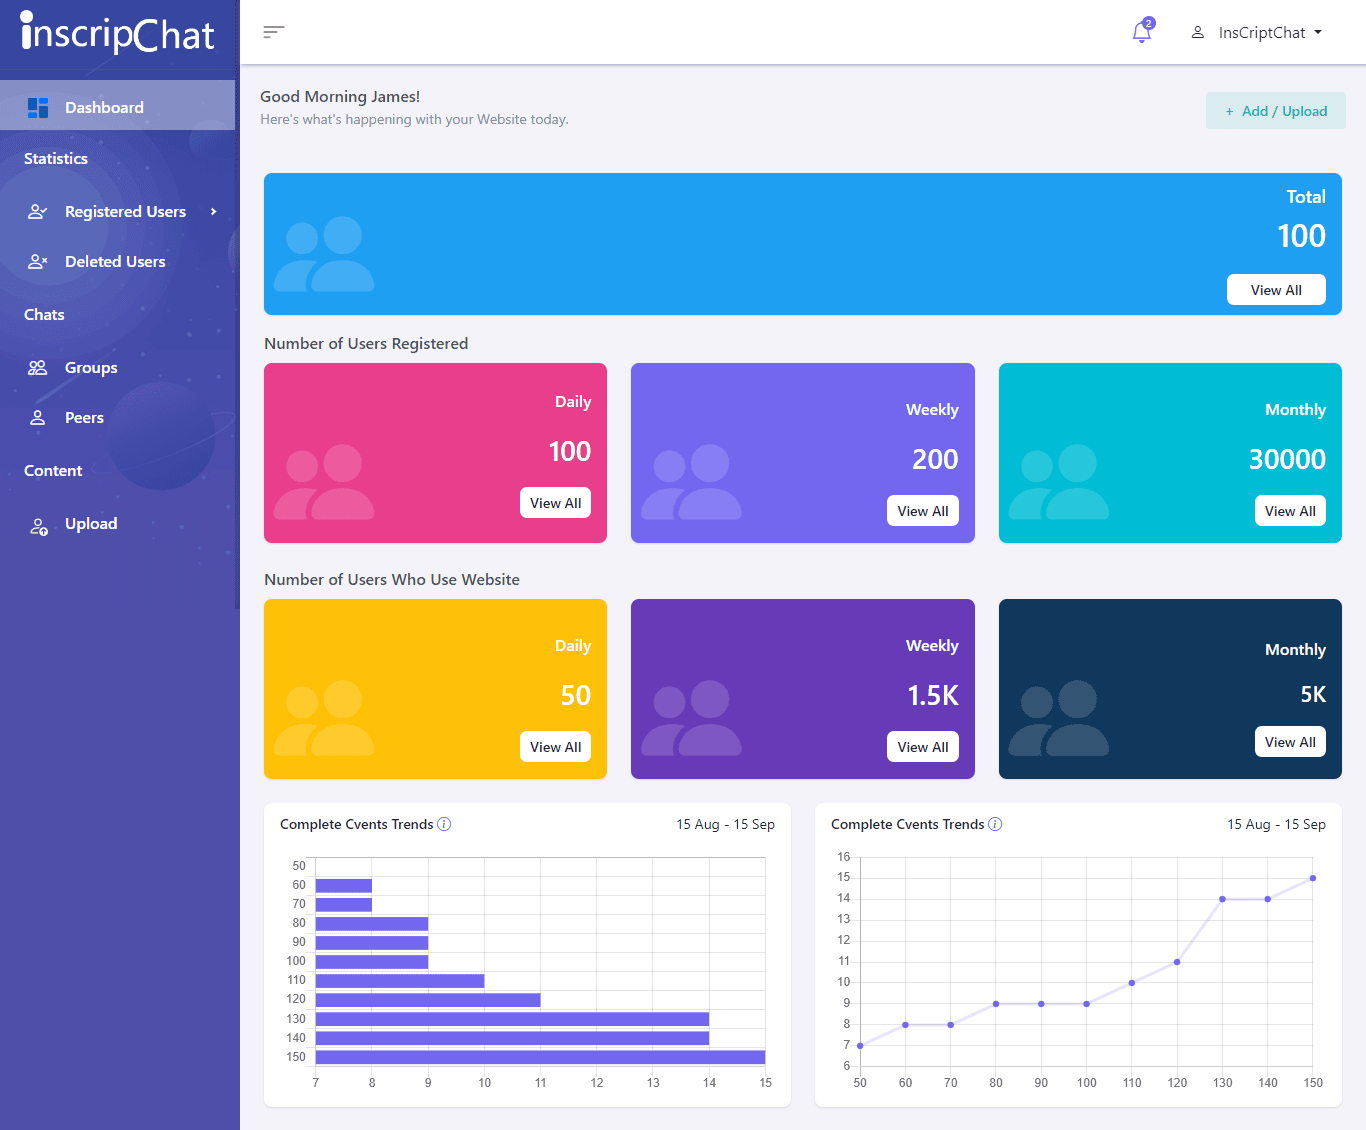 inscripChat
2
InsCriptChat
Dashboard
Statistics
Registered Users
Deleted Users
Chats
Groups
Peers
Content
Upload
Good Morning James!
Here's what's happening with your Website today.
+ Add / Upload
Total
100
View All
Number of Users Registered
Daily
100
View All
Weekly
200
View All
Monthly
30000
View All
Number of Users Who Use Website
Daily
50
View All
Weekly
1.5K
View All
Monthly
5K
View All
Complete Cvents Trends i
15 Aug - 15 Sep
50
60
70
80
90
100
110
120
130
140
150
7 8 9 10 11 12 13 14 15
Complete Cvents Trends i
15 Aug - 15 Sep
16
15
14
13
12
11
10
9
8
7
6
50 60 70 80 90 100 110 120 130 140 150